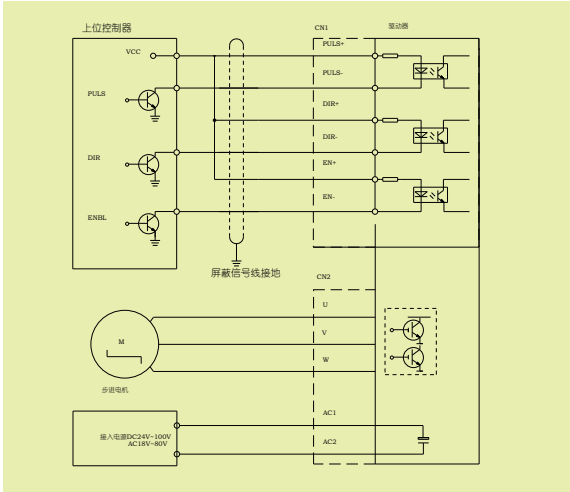 上位控制器
CN1
驱动器
VCC
PULS+
PULS-
PULS
DIR+
DIR-
DIR
EN+
EN-
ENBL
屏蔽信号线接地
CN2
U
V
M
W
步进电机
AC1
接入电源DC24V~100V
AC18V~80V
AC2